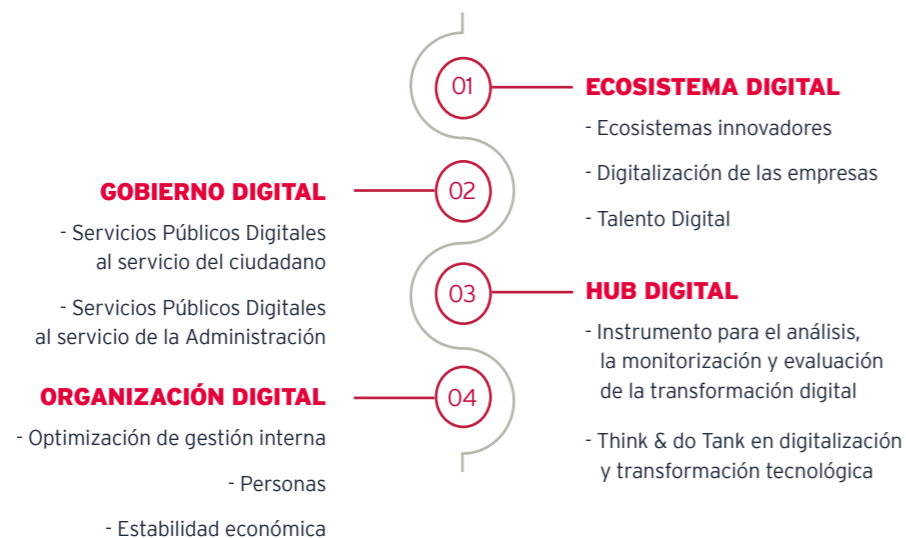 01
ECOSISTEMA DIGITAL
- Ecosistemas innovadores
- Digitalización de las empresas
- Talento Digital
02
GOBIERNO DIGITAL
- Servicios Públicos Digitales
al servicio del ciudadano
- Servicios Públicos Digitales
al servicio de la Administración
03
HUB DIGITAL
- Instrumento para el análisis,
la monitorización y evaluación
de la transformación digital
- Think & do Tank en digitalización
y transformación tecnológica
04
ORGANIZACIÓN DIGITAL
- Optimización de gestión interna
- Personas
- Estabilidad económica